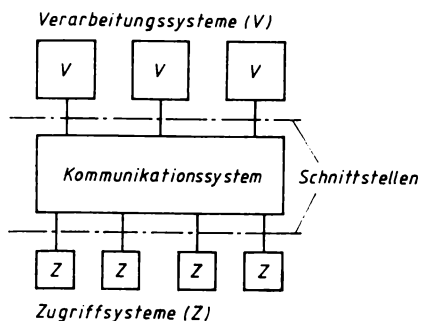 Verarbeitungssysteme (V)
V V V
Kommunikationssystem Schnittstellen
Z Z Z Z
Zugriffsysteme (Z)